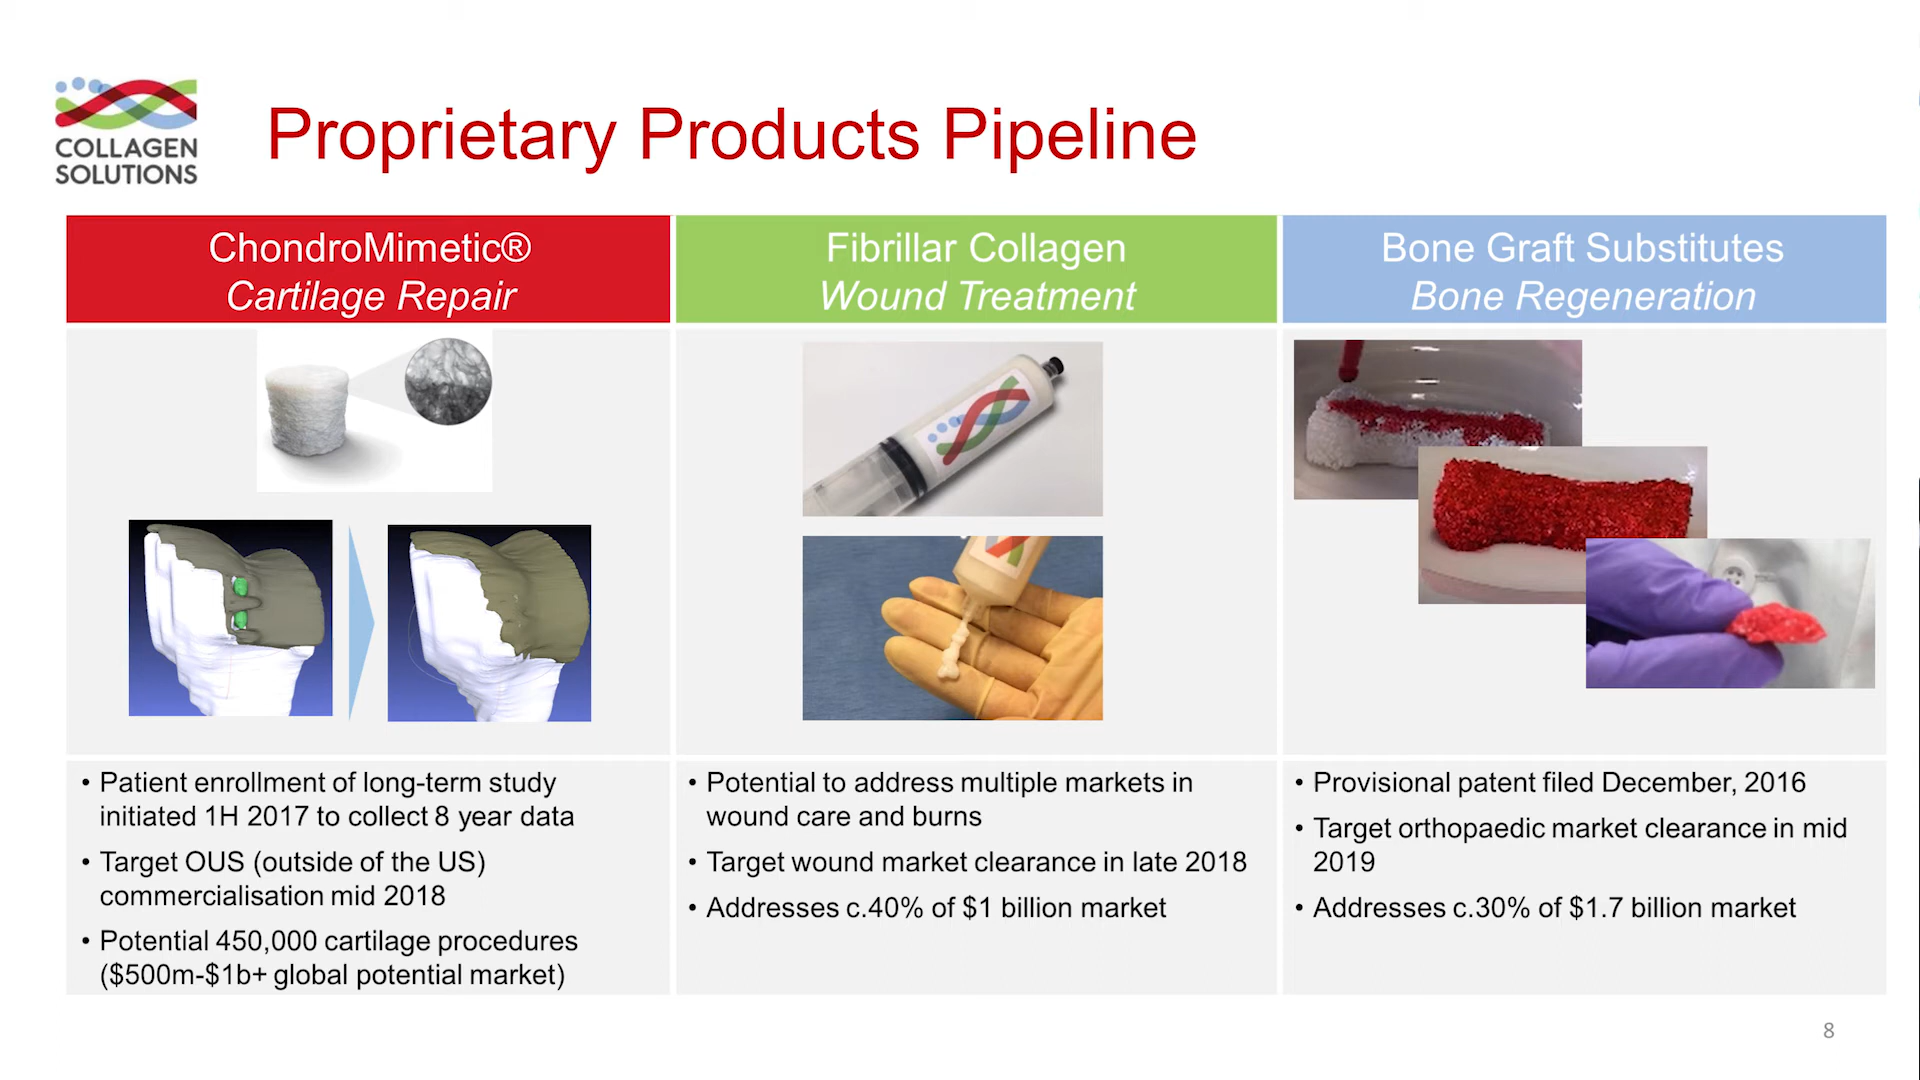 COLLAGEN
SOLUTIONS
Proprietary Products Pipeline
ChondroMimetic®
Cartilage Repair
Fibrillar Collagen
Wound Treatment
Bone Graft Substitutes
Bone Regeneration
• Patient enrollment of long-term study
initiated 1H 2017 to collect 8 year data
• Target OUS (outside of the US)
commercialisation mid 2018
• Potential 450,000 cartilage procedures
($500m-$1b+ global potential market)
• Potential to address multiple markets in
wound care and burns
• Target wound market clearance in late 2018
• Addresses c.40% of $1 billion market
• Provisional patent filed December, 2016
• Target orthopaedic market clearance in mid
2019
• Addresses c.30% of $1.7 billion market
8